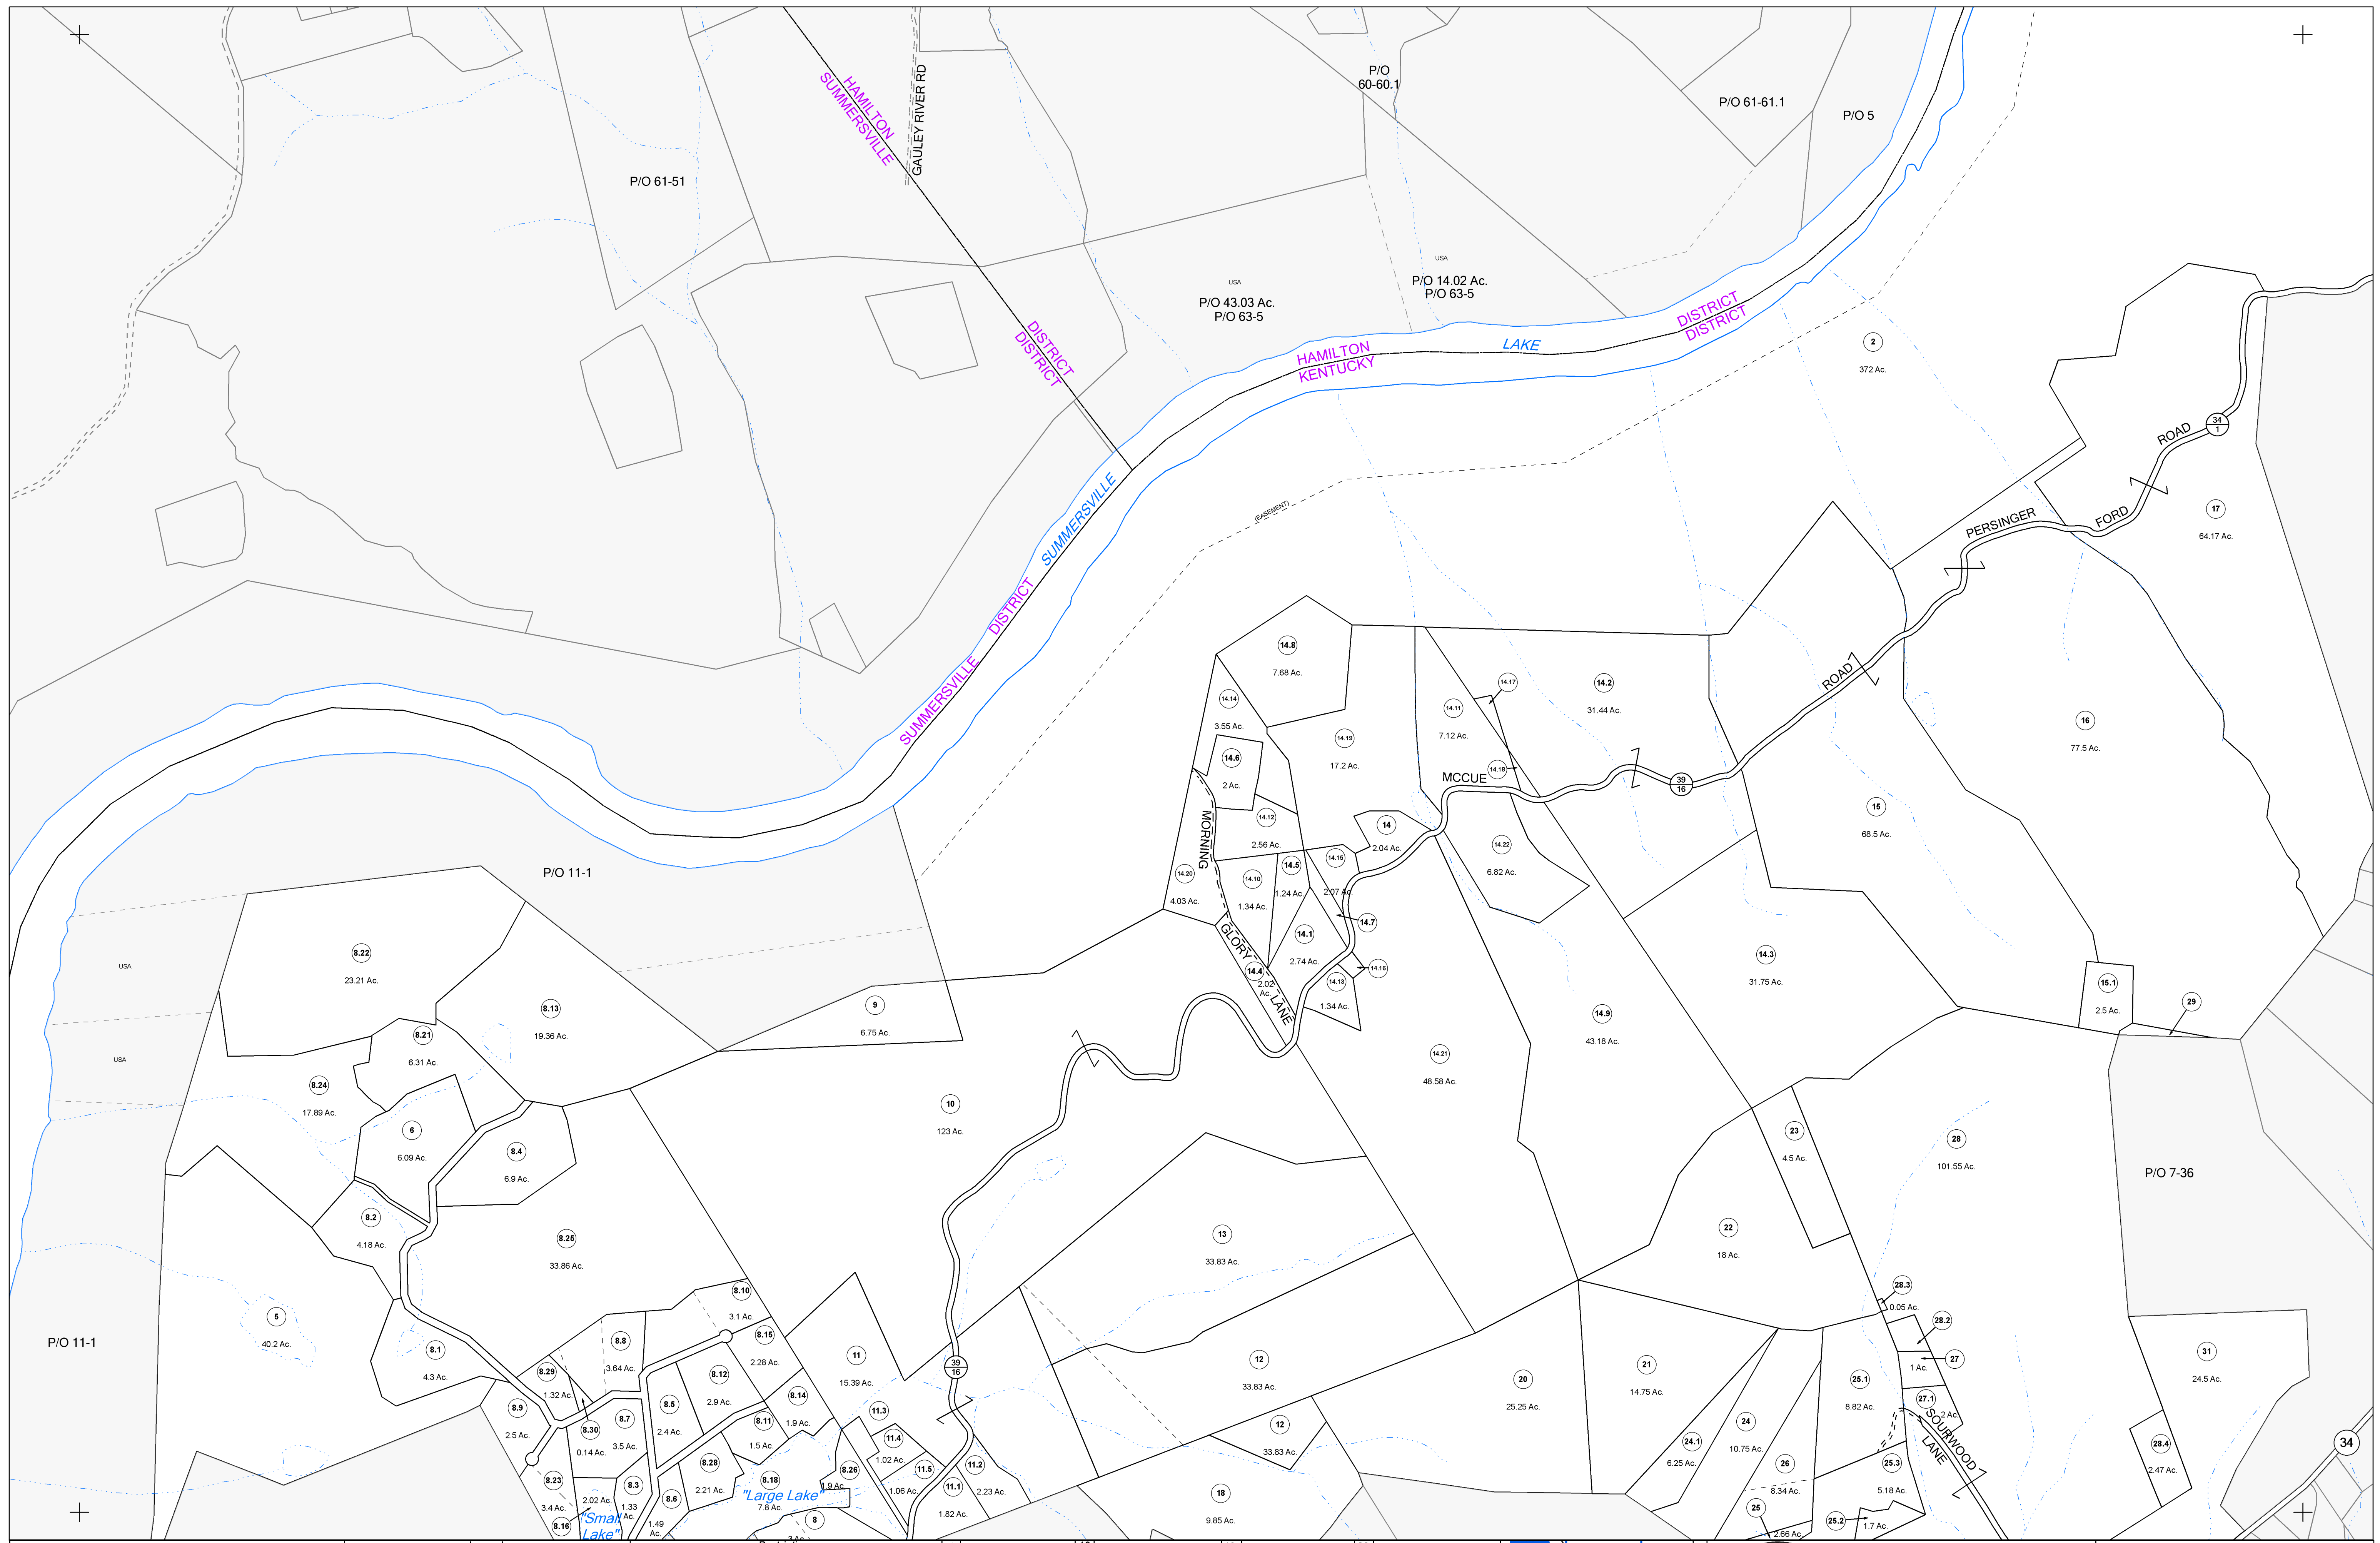 HAMILTON
SUMMERSVILLE
GAULEY RIVER RD
P/O
60-60.1
P/O 61-61.1
P/O 5
P/O 61-51
USA
P/O 43.03 Ac.
P/O 63-5
USA
P/O 14.02 Ac.
P/O 63-5
DISTRICT
DISTRICT
HAMILTON
KENTUCKY
LAKE
DISTRICT
DISTRICT
2
372 Ac.
34
1
ROAD
FORD
PERSINGER
17
64.17 Ac.
(EASEMENT)
SUMMERSVILLE
DISTRICT
SUMMERSVILLE
14.8
7.68 Ac.
14.14
3.55 Ac.
14.6
2 Ac.
14.19
17.2 Ac.
14.11
7.12 Ac.
14.17
14.2
31.44 Ac.
14.18
MCCUE
39
16
ROAD
16
77.5 Ac.
15
68.5 Ac.
MORNING
14.12
2.56 Ac.
14
2.04 Ac.
14.22
6.82 Ac.
14.20
4.03 Ac.
14.10
1.34 Ac.
14.5
1.24 Ac.
14.15
2.07 Ac.
14.7
14.1
2.74 Ac.
GLORY
14.4
2.02
Ac.
LANE
14.16
14.13
1.34 Ac.
14.3
31.75 Ac.
15.1
2.5 Ac.
29
14.9
43.18 Ac.
14.21
48.58 Ac.
P/O 11-1
USA
USA
8.22
23.21 Ac.
8.13
19.36 Ac.
8.21
6.31 Ac.
8.24
17.89 Ac.
6
6.09 Ac.
8.4
6.9 Ac.
8.2
4.18 Ac.
9
6.75 Ac.
10
123 Ac.
23
4.5 Ac.
28
101.55 Ac.
P/O 7-36
22
18 Ac.
13
33.83 Ac.
8.25
33.86 Ac.
5
40.2 Ac.
P/O 11-1
8.1
4.3 Ac.
8.10
3.1 Ac.
8.8
3.64 Ac.
8.15
2.28 Ac.
8.29
1.32 Ac.
8.12
2.9 Ac.
8.14
1.9 Ac.
8.9
2.5 Ac.
8.30
0.14 Ac.
8.7
3.5 Ac.
8.5
2.4 Ac.
8.11
1.5 Ac.
8.23
3.4 Ac.
8.16
2.02 Ac.
8.3
1.33
Ac.
8.6
1.49
Ac.
8.28
2.21 Ac.
8.18
7.8 Ac.
8.26
1.9 Ac.
8
3 Ac.
"Large Lake"
"Small
Lake"
11
15.39 Ac.
39
16
11.3
11.4
1.02 Ac.
11.5
1.06 Ac.
11.1
1.82 Ac.
11.2
2.23 Ac.
12
33.83 Ac.
12
33.83 Ac.
18
9.85 Ac.
20
25.25 Ac.
21
14.75 Ac.
24.1
6.25 Ac.
24
10.75 Ac.
26
8.34 Ac.
25
2.66 Ac.
25.1
8.82 Ac.
25.2
1.7 Ac.
25.3
5.18 Ac.
28.3
0.05 Ac.
28.2
27
1 Ac.
27.1
2 Ac.
SOURWOOD
LANE
31
24.5 Ac.
28.4
2.47 Ac.
34